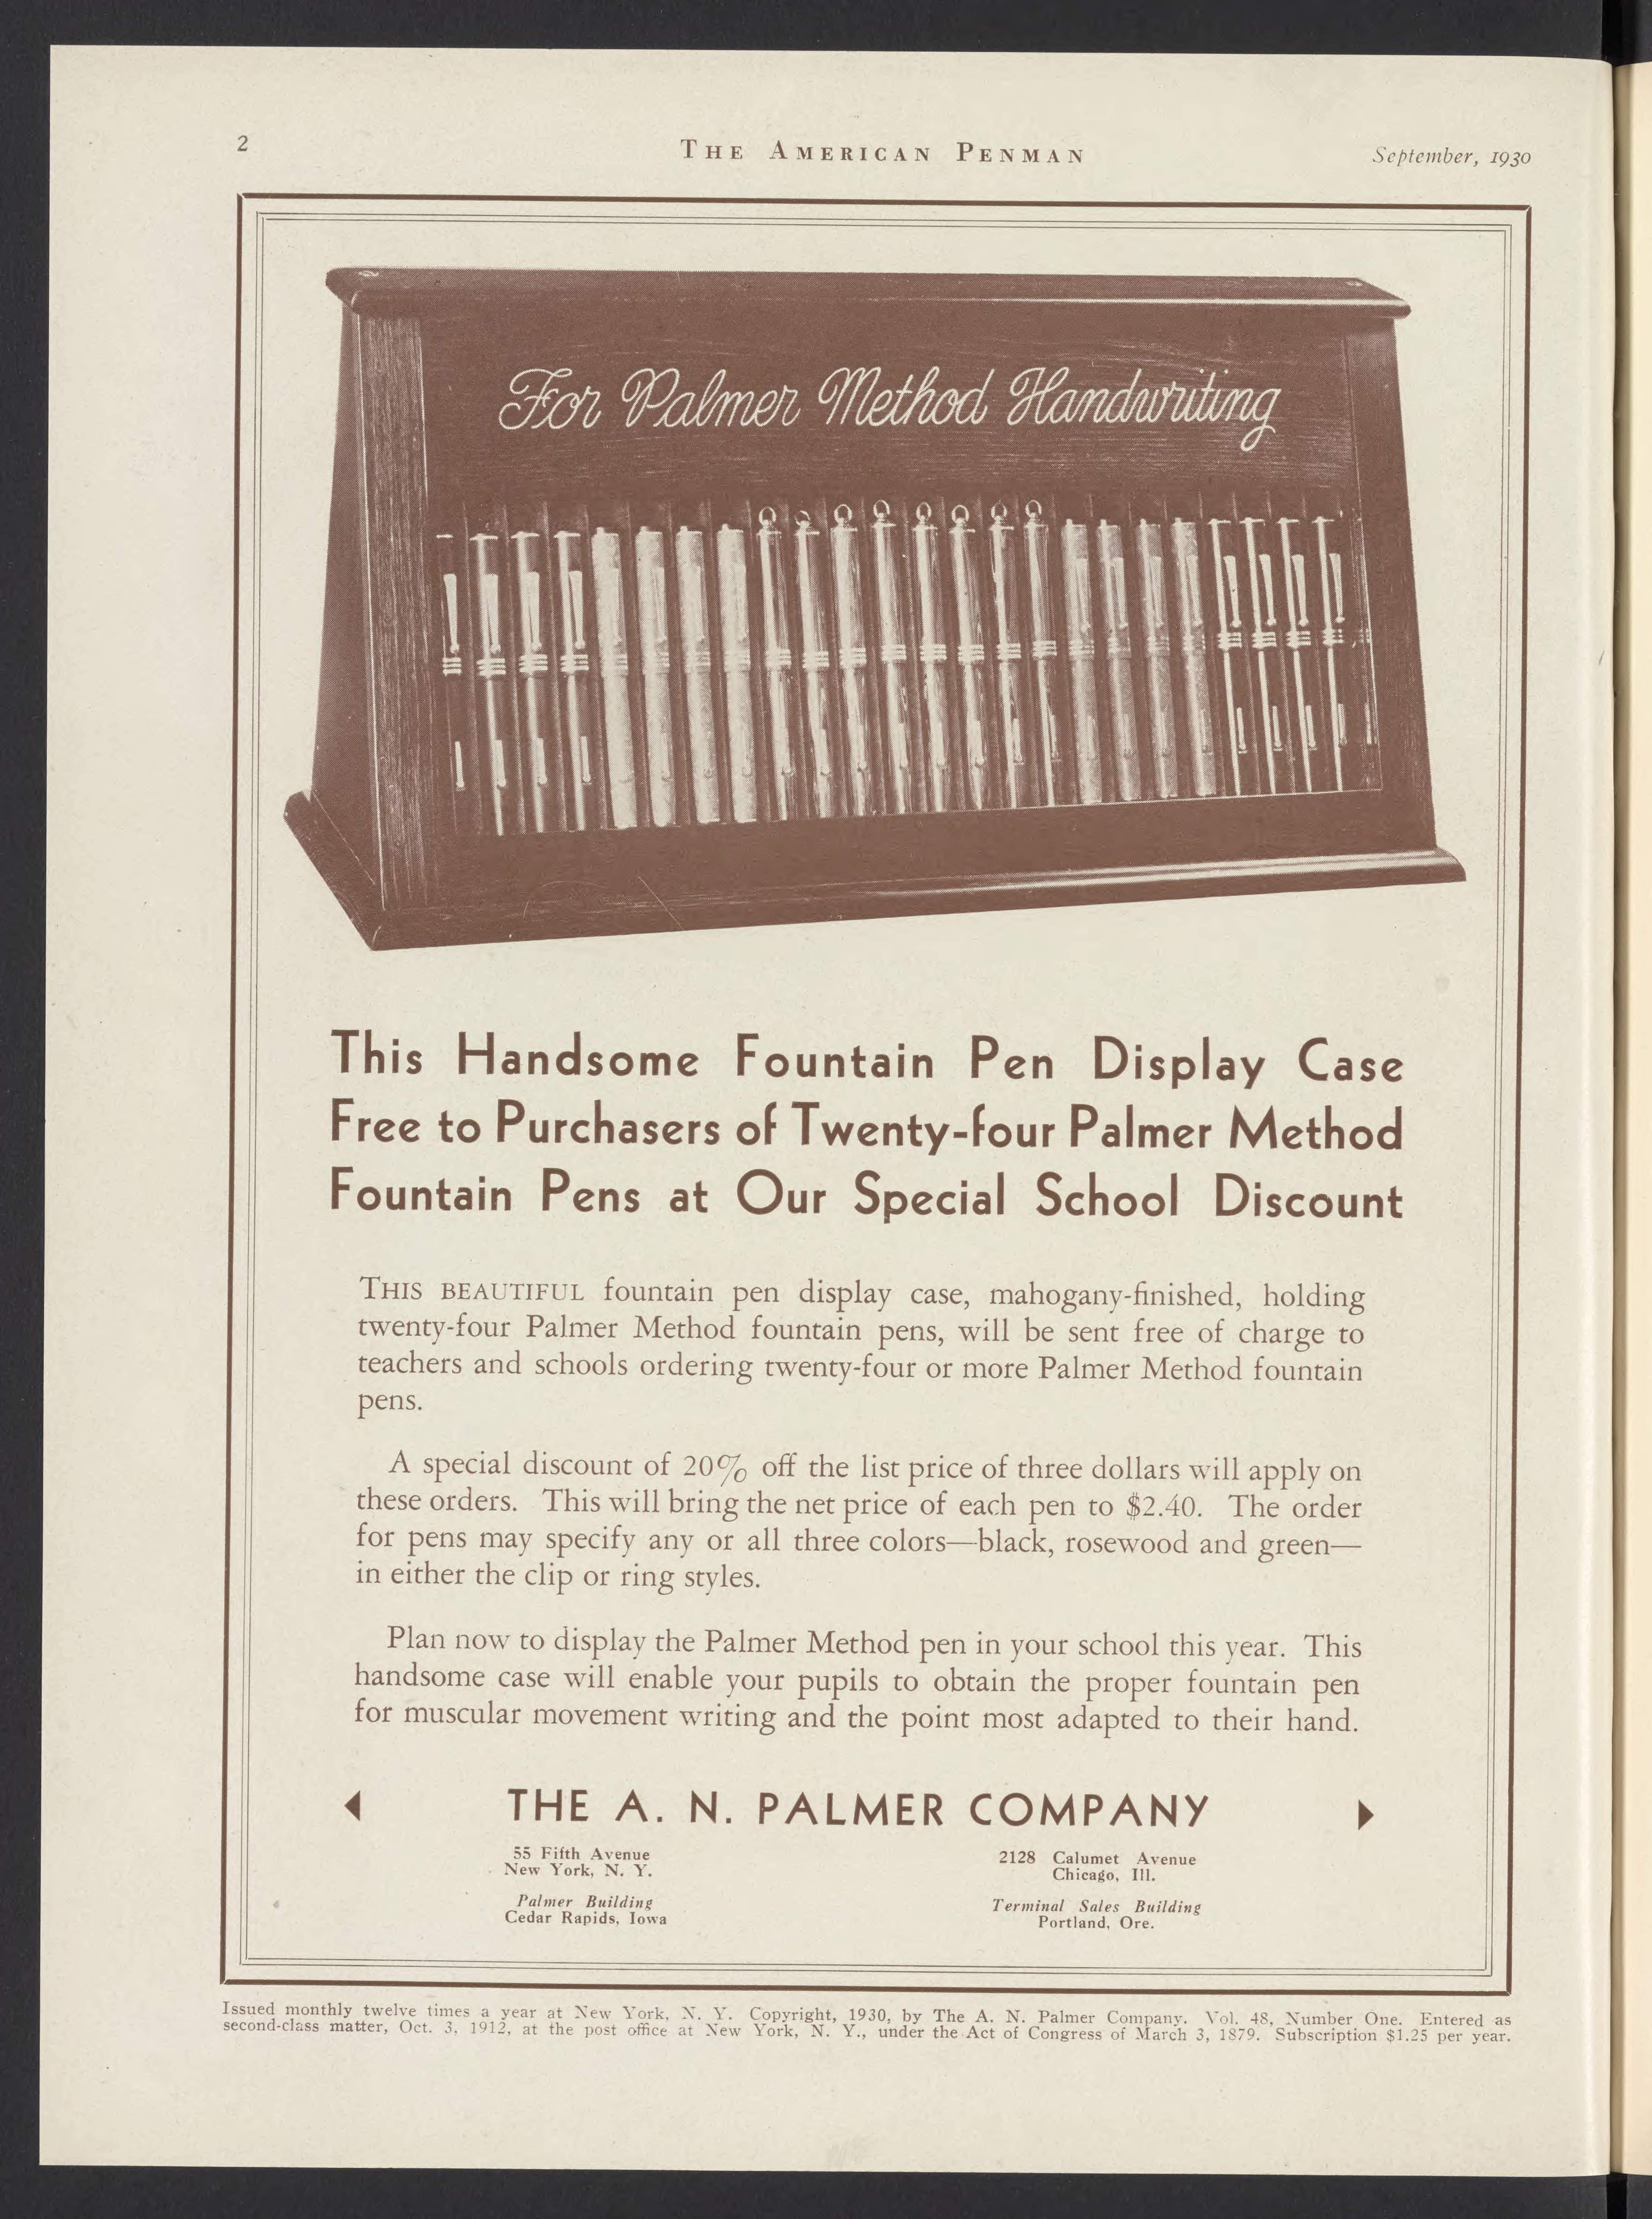 2
THE AMERICAN PENMAN
September, 1930
For Palmer Method Handwriting
This Handsome Fountain Pen Display Case
Free to Purchasers of Twenty-four Palmer Method
Fountain Pens at Our Special School Discount
THIS BEAUTIFUL fountain pen display case, mahogany-finished, holding
twenty-four Palmer Method fountain pens, will be sent free of charge to
teachers and schools ordering twenty-four or more Palmer Method fountain
pens.
A special discount of 20% off the list price of three dollars will apply on
these orders. This will bring the net price of each pen to $2.40. The order
for pens may specify any or all three colors—black, rosewood and green—
in either the clip or ring styles.
Plan now to display the Palmer Method pen in your school this year. This
handsome case will enable your pupils to obtain the proper fountain pen
for muscular movement writing and the point most adapted to their hand.
THE A. N. PALMER COMPANY
55 Fifth Avenue
New York, N. Y.
Palmer Building
Cedar Rapids, Iowa
2128 Calumet Avenue
Chicago, Ill.
Terminal Sales Building
Portland, Ore.
Issued monthly twelve times a year at New York, N. Y. Copyright, 1930, by The A. N. Palmer Company. Vol. 48, Number One. Entered as
second-class matter, Oct. 3, 1912, at the post office at New York, N. Y., under the Act of Congress of March 3, 1879. Subscription $1.25 per year.